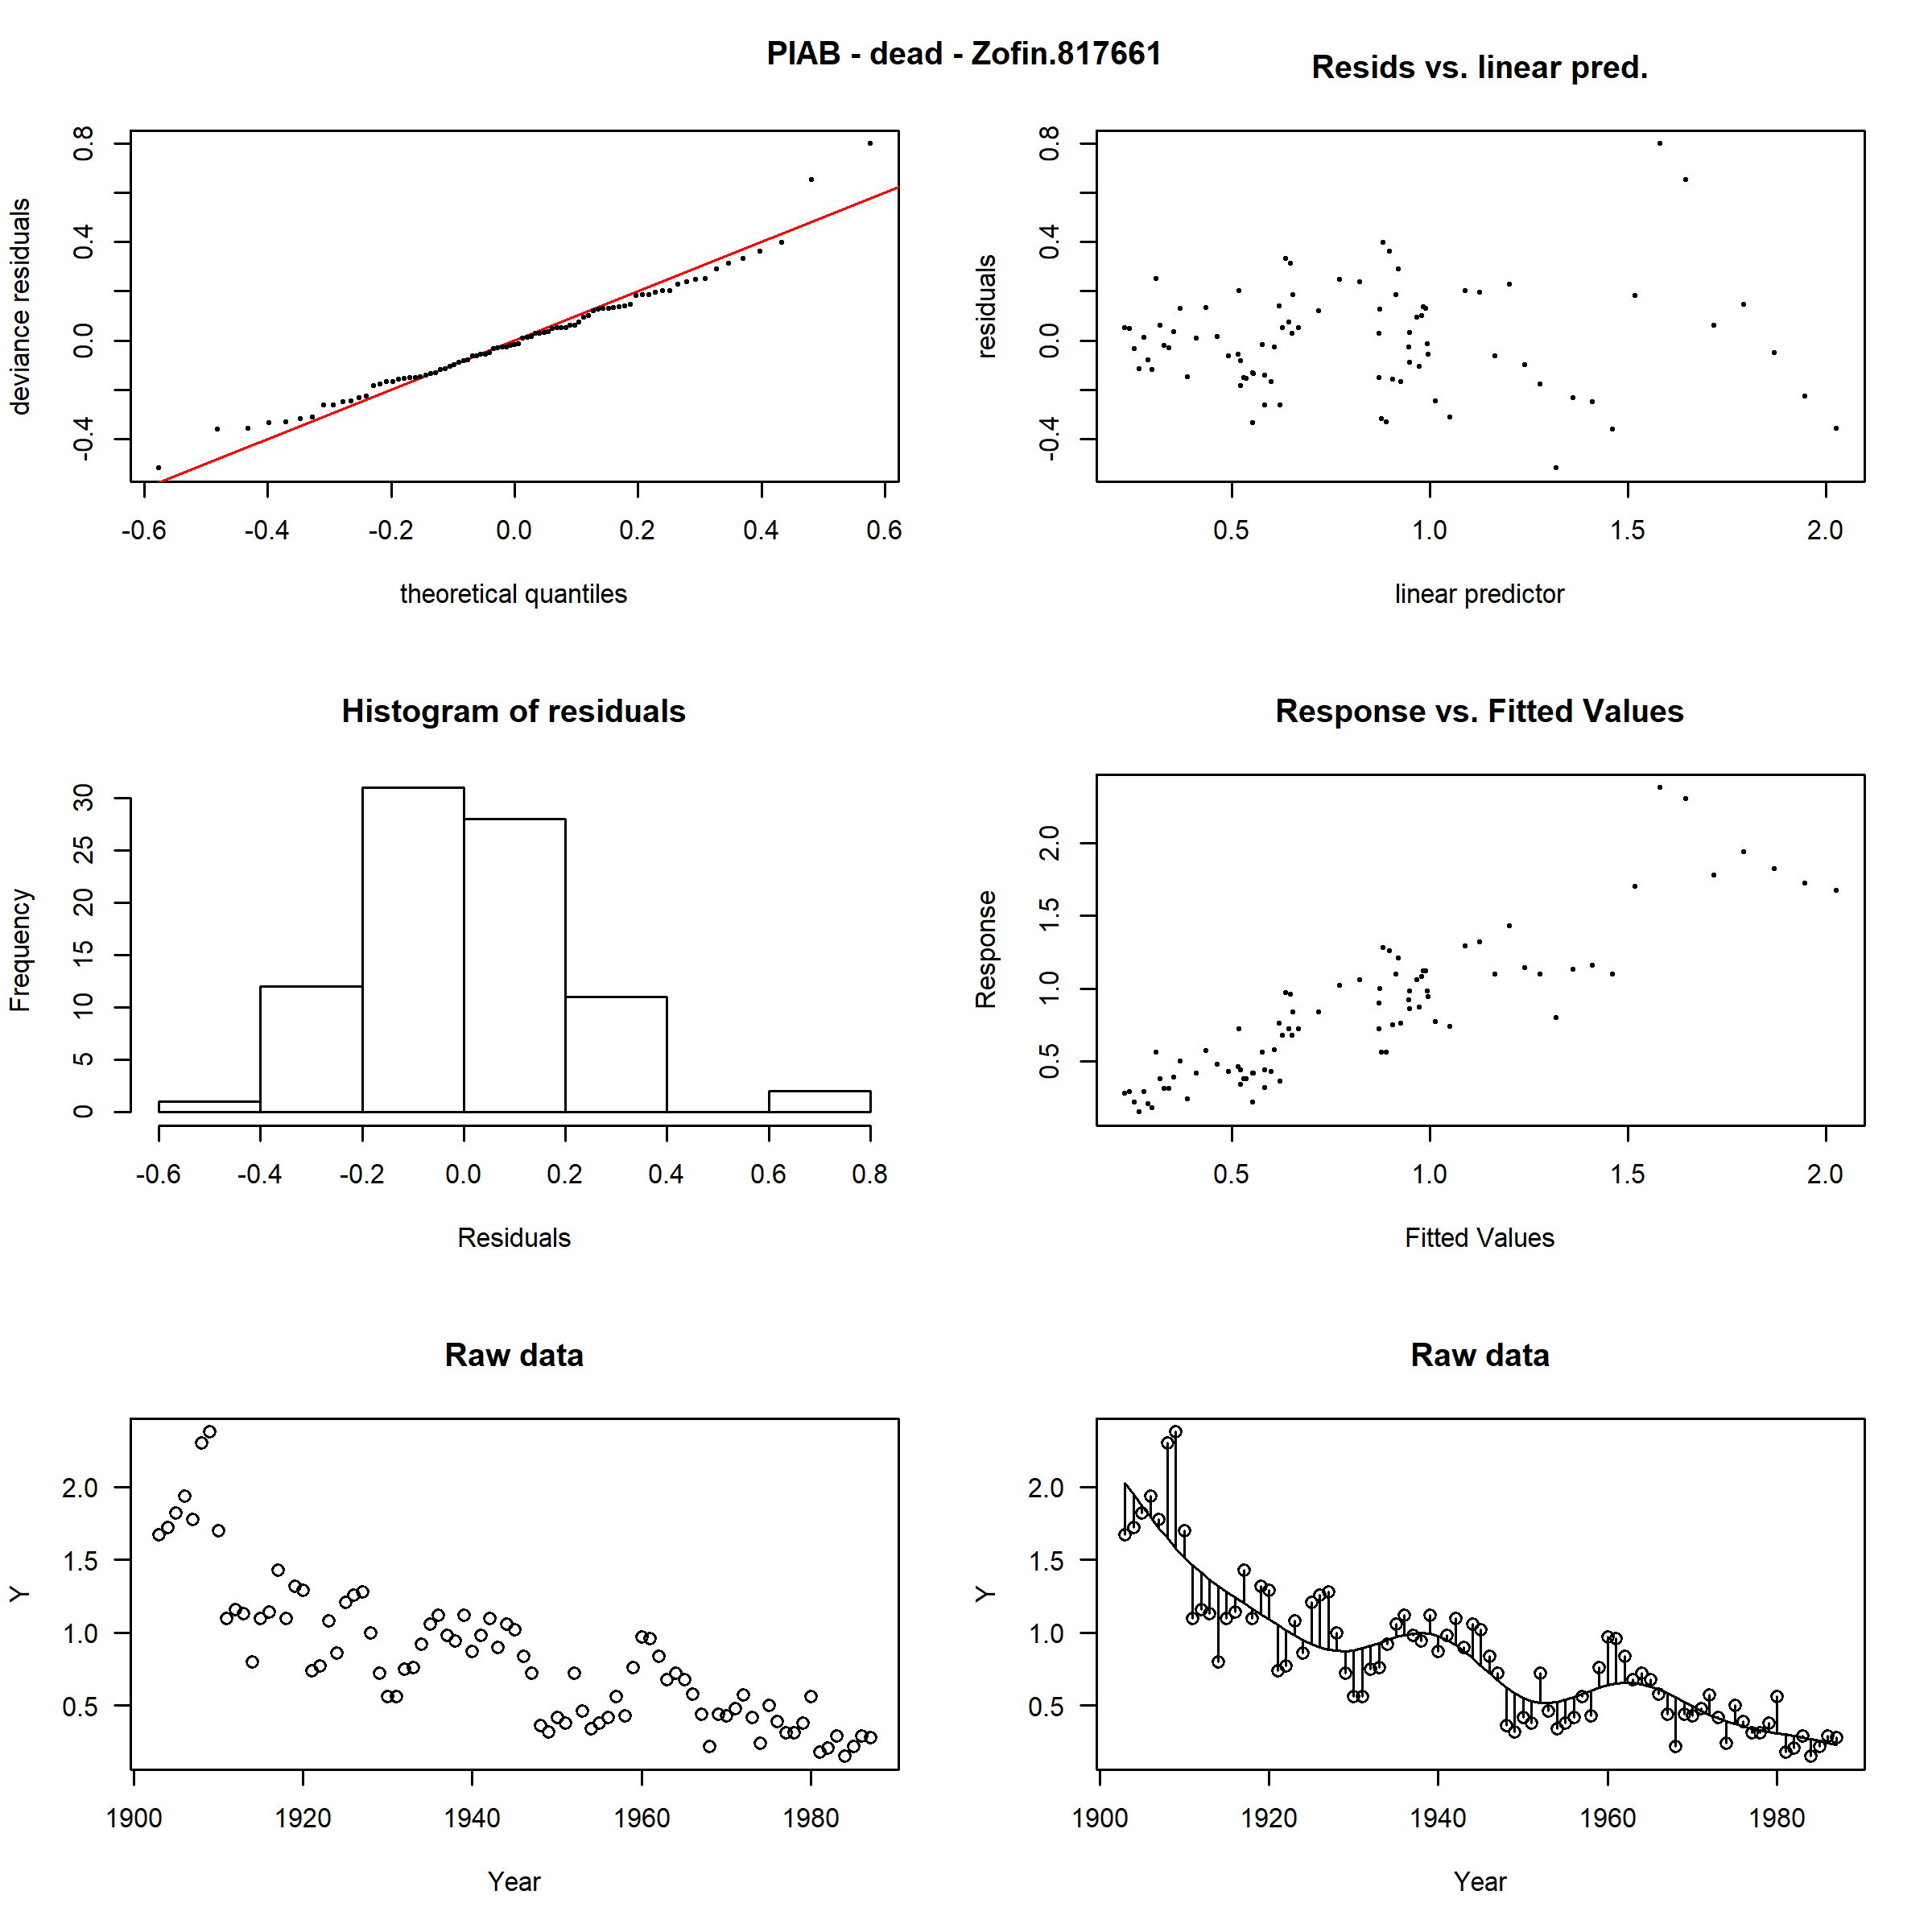 PIAB - dead - Zofin.817661
Resids vs. linear pred.
deviance residuals
-0.4 0.0 0.4 0.8
-0.6 -0.4 -0.2 0.0 0.2 0.4 0.6
theoretical quantiles
residuals
-0.4 0.0 0.4 0.8
0.5 1.0 1.5 2.0
linear predictor
Histogram of residuals
Frequency
0 5 10 15 20 25 30
-0.6 -0.4 -0.2 0.0 0.2 0.4 0.6 0.8
Residuals
Response vs. Fitted Values
Response
0.5 1.0 1.5 2.0
0.5 1.0 1.5 2.0
Fitted Values
Raw data
Y
0.5 1.0 1.5 2.0
1900 1920 1940 1960 1980
Year
Raw data
Y
0.5 1.0 1.5 2.0
1900 1920 1940 1960 1980
Year